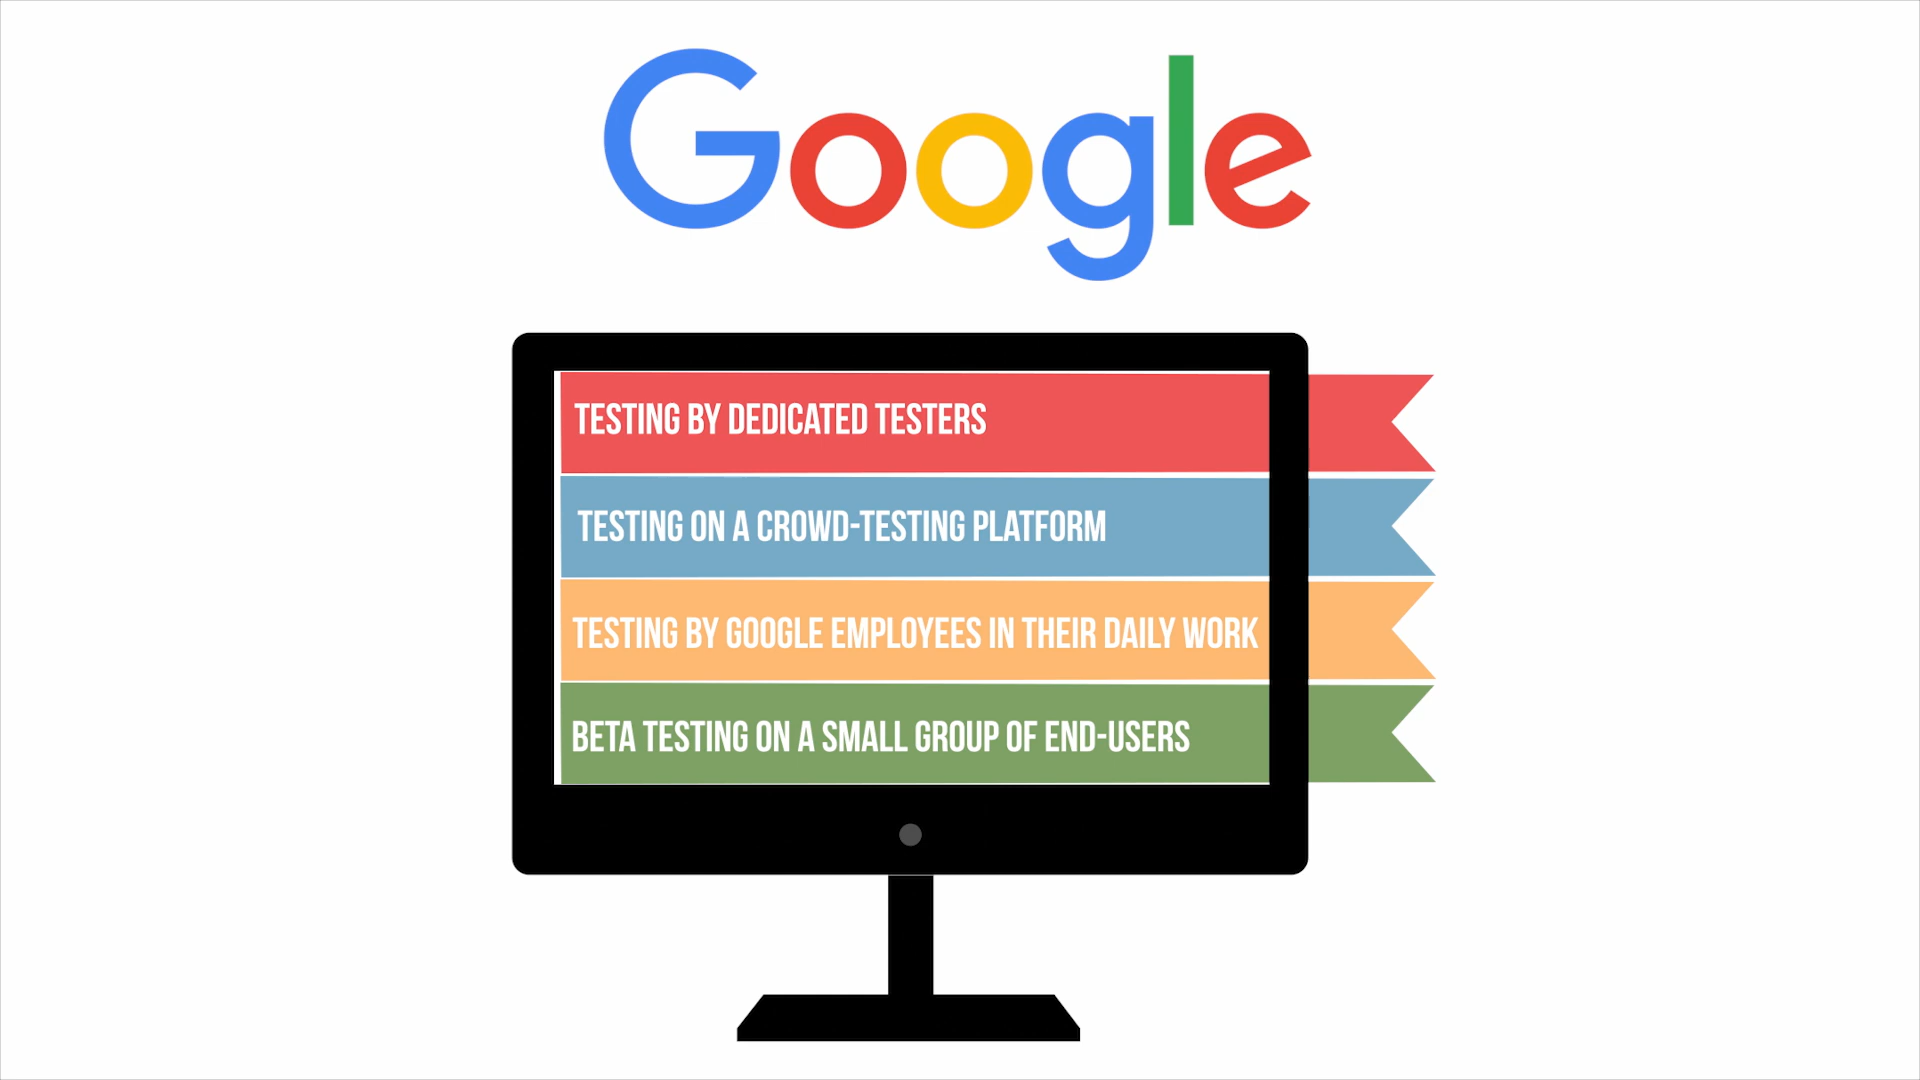 Google
TESTING BY DEDICATED TESTERS
TESTING ON A CROWD-TESTING PLATFORM
TESTING BY GOOGLE EMPLOYEES IN THEIR DAILY WORK
BETA TESTING ON A SMALL GROUP OF END-USERS